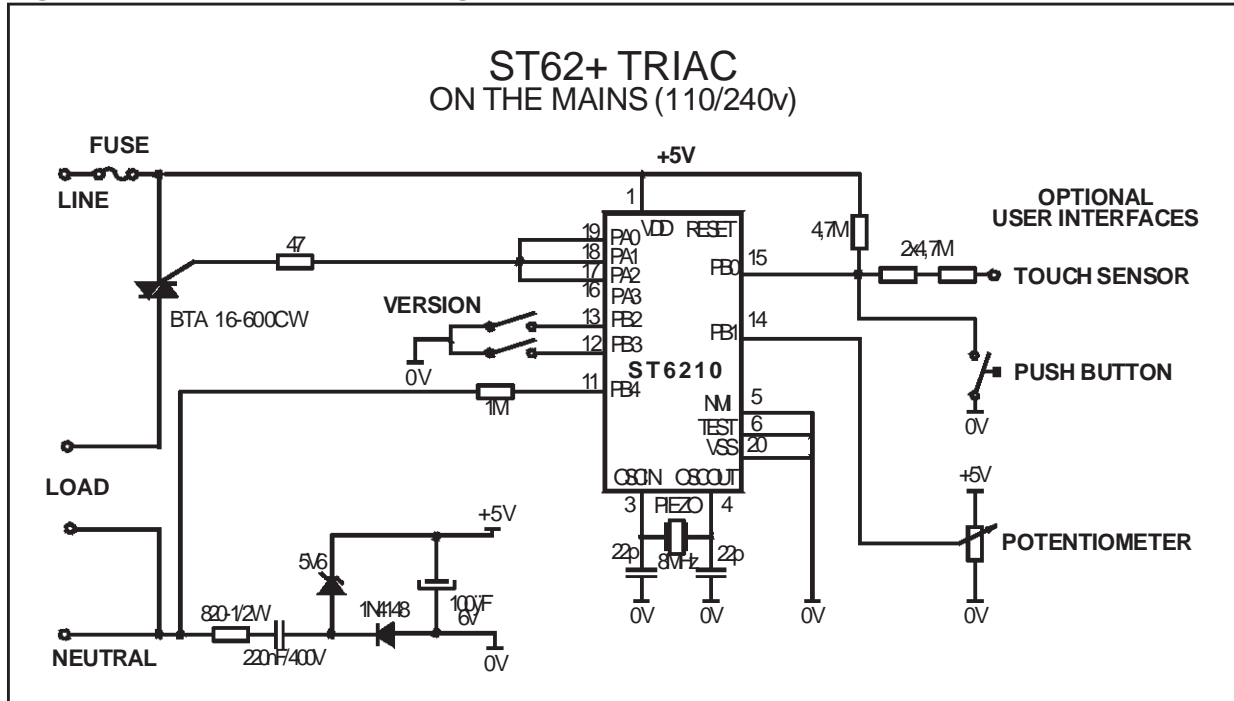 ST62+ TRIAC
ON THE MAINS (110/240v)
FUSE
LINE
+5V
1
OPTIONAL
USER INTERFACES
VDD RESET
4,7M
47
19 PA0
18 PA1
17 PA2
16 PA3
PB0 15
2x4,7M
TOUCH SENSOR
BTA 16-600CW
VERSION
13 PB2
12 PB3
PB1 14
0V
ST6210
11 PB4
1M
PUSH BUTTON
0V
NMI 5
TEST 6
VSS 20
LOAD
OSCIN OSCOUT
3 PIEZO 4
+5V
+5V
22p 8MHz 22p
POTENTIOMETER
5V6
1N4148
100ÿF
6V
820-1/2W
0V 0V 0V 0V
NEUTRAL
220nF/400V
0V